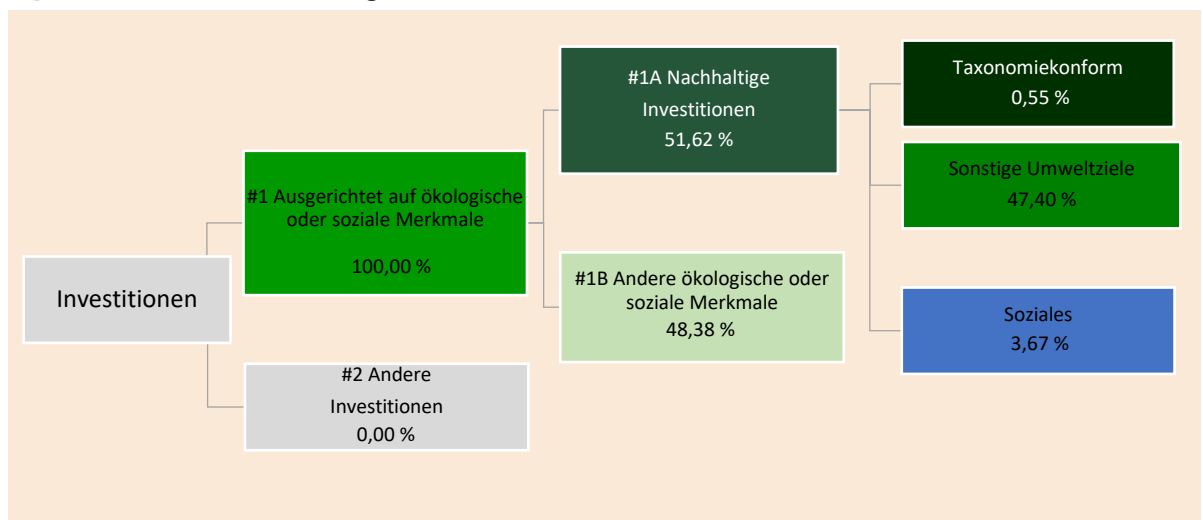 Investitionen
#1 Ausgerichtet auf ökologische
oder soziale Merkmale
100,00 %
#2 Andere
Investitionen
0,00 %
#1A Nachhaltige
Investitionen
51,62 %
#1B Andere ökologische oder
soziale Merkmale
48,38 %
Taxonomiekonform
0,55 %
Sonstige Umweltziele
47,40 %
Soziales
3,67 %